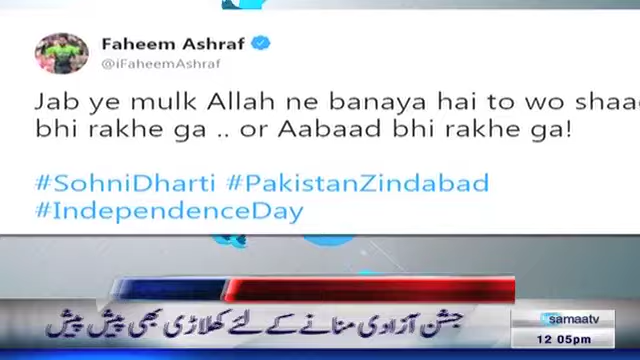 Faheem Ashraf
@iFaheemAshraf
Jab ye mulk Allah ne banaya hai to wo
bhi rakhe ga .. or Aabaad bhi rakhe ga!
#SohniDharti #PakistanZindabad
#IndependenceDay
جشن آزادی منانے کے لئے کھلاڑی بھی پیش پیش
samaatv
12 05pm